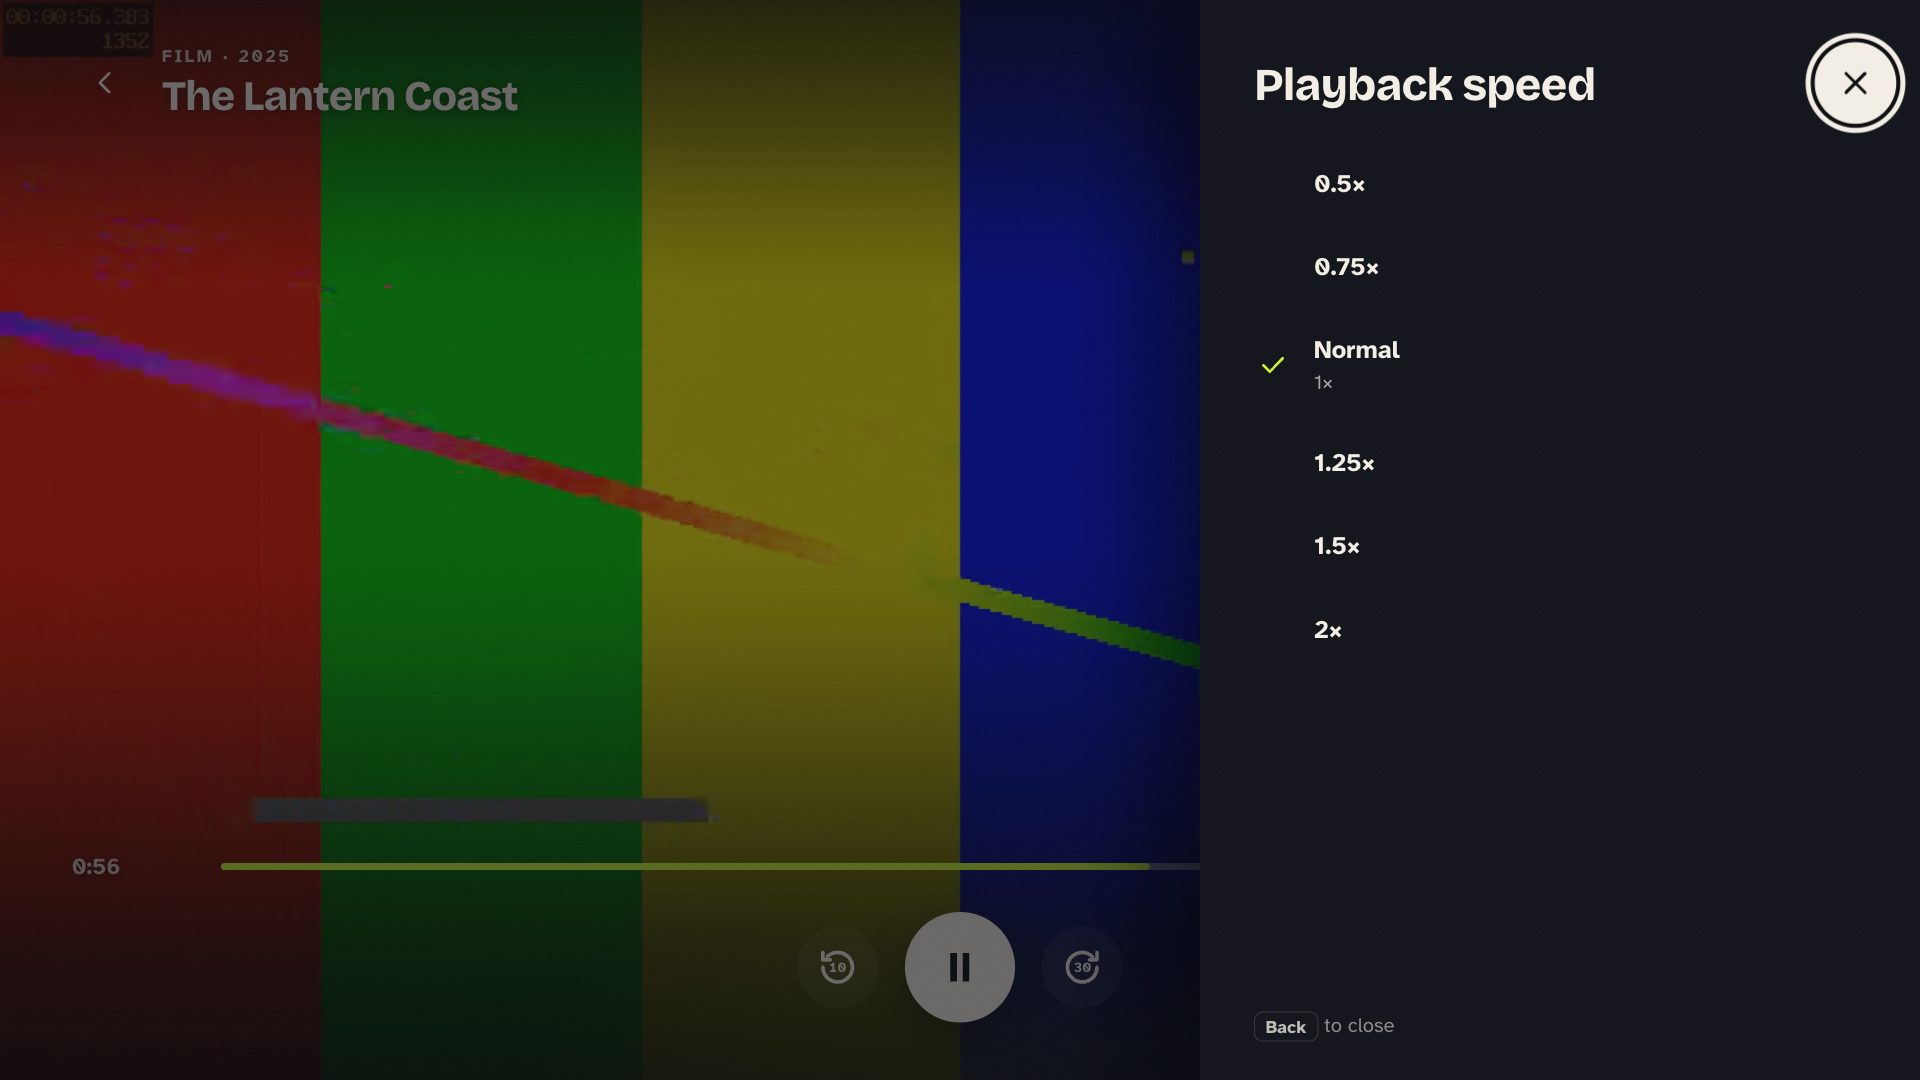 00:00:56.383
1352
FILM · 2025
The Lantern Coast
0:56
10
30
Playback speed
0.5×
0.75×
Normal
1×
1.25×
1.5×
2×
Back to close